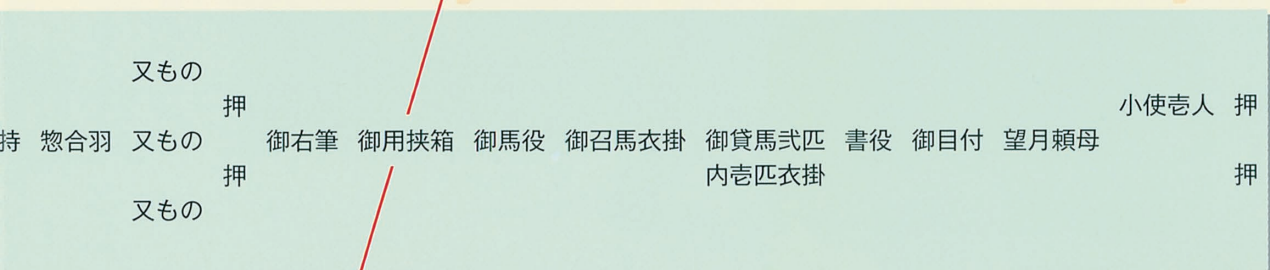 又もの
押
小使壱人 押
持 惣合羽 又もの 御右筆 御用挟箱 御馬役 御召馬衣掛 御貸馬弐匹 書役 御目付 望月頼母
押
内壱匹衣掛
押
又もの